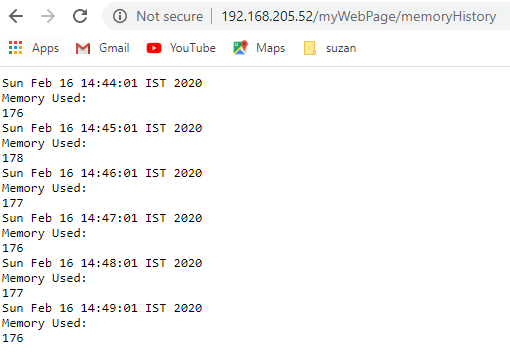 Not secure | 192.168.205.52/myWebPage/memoryHistory
Apps Gmail YouTube Maps suzan
Sun Feb 16 14:44:01 IST 2020
Memory Used:
176
Sun Feb 16 14:45:01 IST 2020
Memory Used:
178
Sun Feb 16 14:46:01 IST 2020
Memory Used:
177
Sun Feb 16 14:47:01 IST 2020
Memory Used:
176
Sun Feb 16 14:48:01 IST 2020
Memory Used:
177
Sun Feb 16 14:49:01 IST 2020
Memory Used:
176